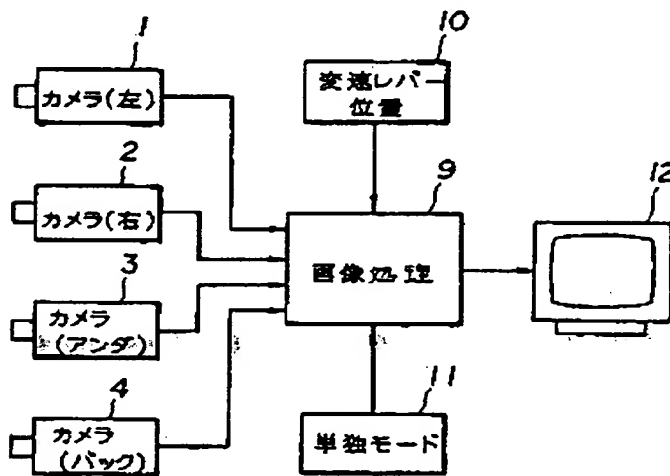 1
カメラ(左)
2
カメラ(右)
3
カメラ
(アンダ)
4
カメラ
(バック)
10
変速レバー
位置
9
画像処理
11
単独モード
12